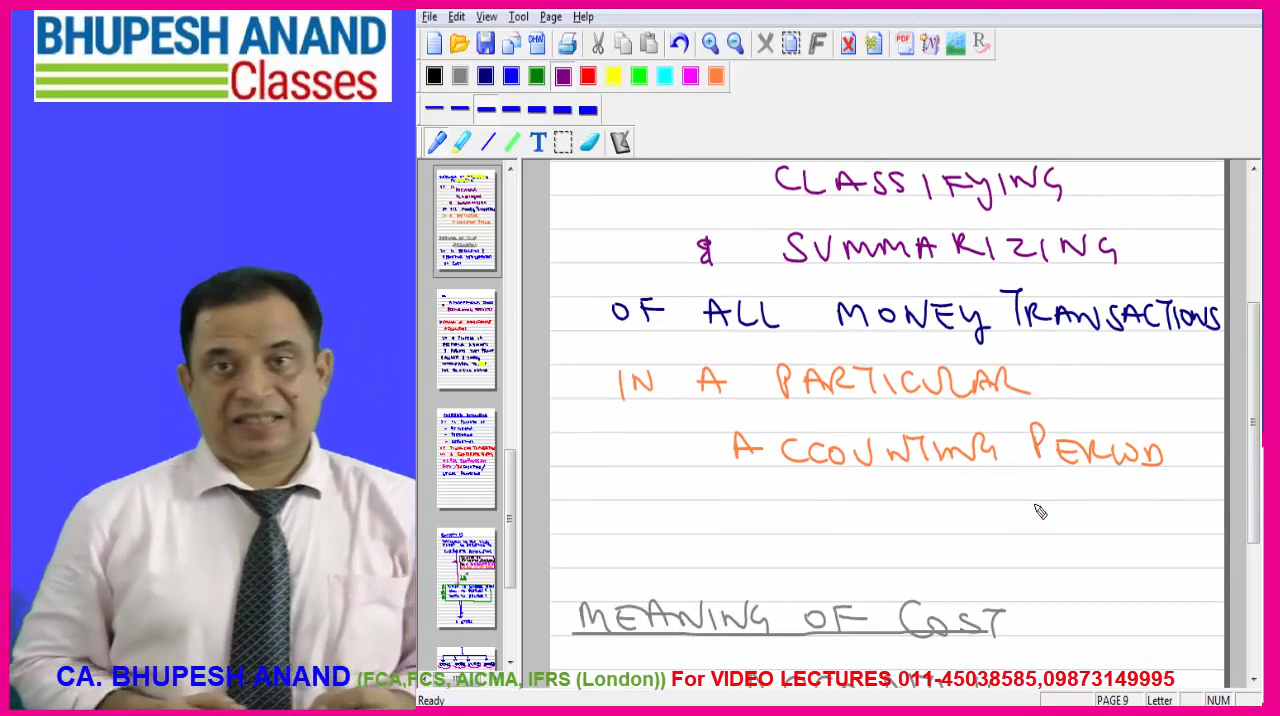 BHUPESH ANAND
Classes
File Edit View Tool Page Help
CLASSIFYING
& SUMMARIZING
OF ALL MONEY TRANSACTIONS
IN A PARTICULAR
ACCOUNTING PERIOD
MEANING OF COST
CA. BHUPESH ANAND (FCA,FCS, AICMA, IFRS (London)) For VIDEO LECTURES 011-45038585,09873149995
Ready PAGE 9 Letter NUM